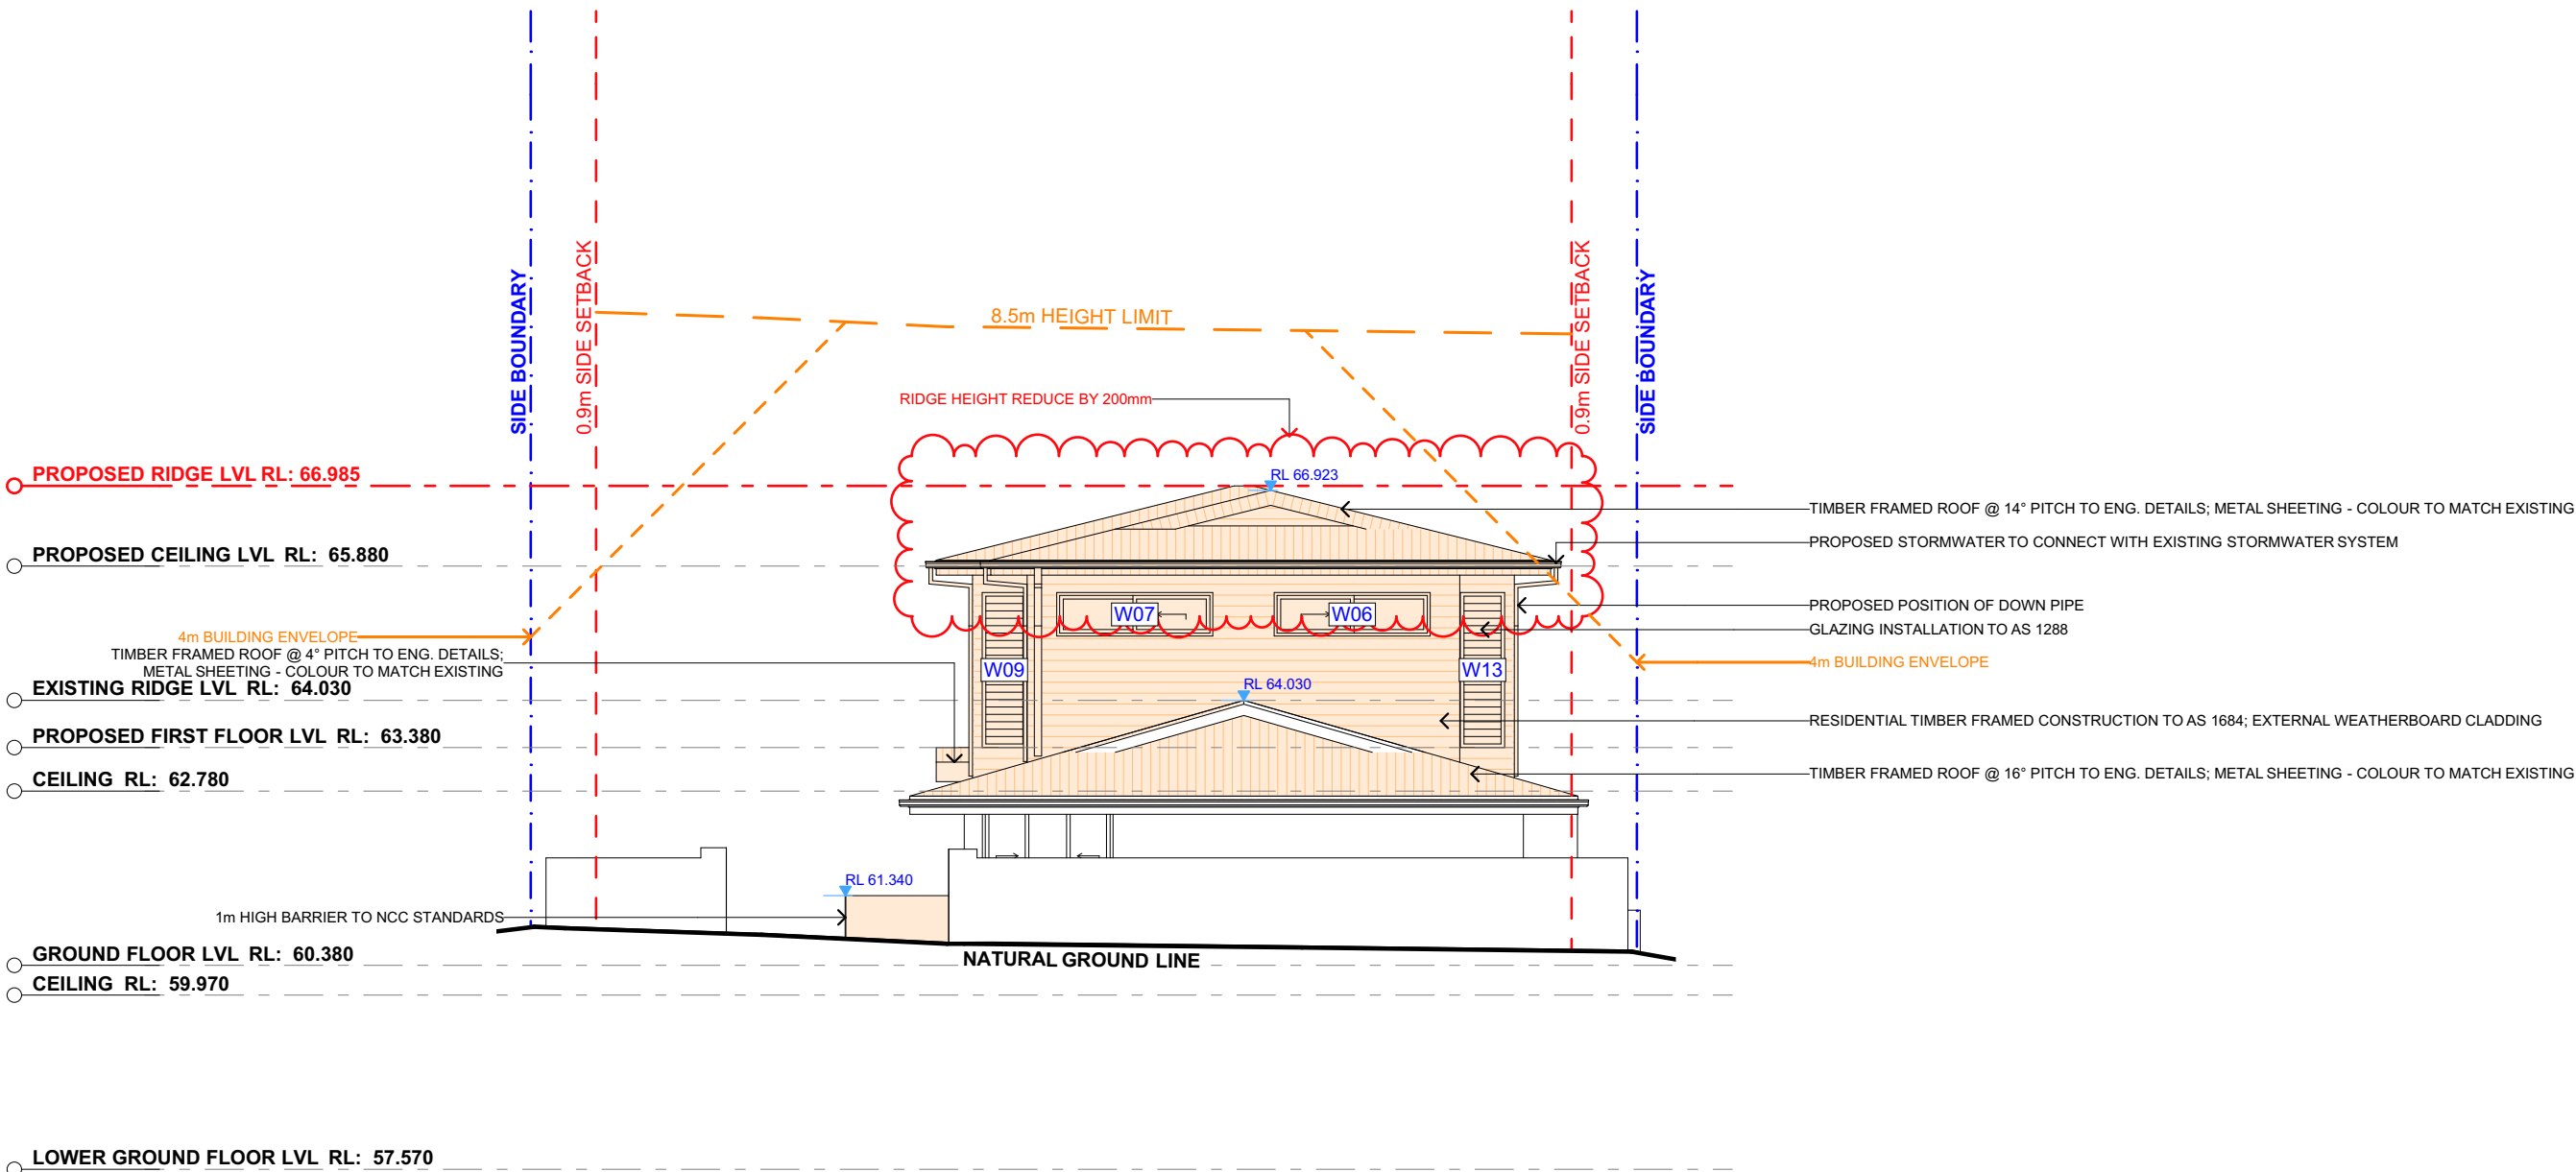 SIDE BOUNDARY
0.9m SIDE SETBACK
0.9m SIDE SETBACK
SIDE BOUNDARY
8.5m HEIGHT LIMIT
RIDGE HEIGHT REDUCE BY 200mm
PROPOSED RIDGE LVL RL: 66.985
RL 66.923
TIMBER FRAMED ROOF @ 14° PITCH TO ENG. DETAILS; METAL SHEETING - COLOUR TO MATCH EXISTING
PROPOSED STORMWATER TO CONNECT WITH EXISTING STORMWATER SYSTEM
PROPOSED CEILING LVL RL: 65.880
PROPOSED POSITION OF DOWN PIPE
W07
W06
GLAZING INSTALLATION TO AS 1288
4m BUILDING ENVELOPE
TIMBER FRAMED ROOF @ 4° PITCH TO ENG. DETAILS;
METAL SHEETING - COLOUR TO MATCH EXISTING
4m BUILDING ENVELOPE
W09
W13
EXISTING RIDGE LVL RL: 64.030
RL 64.030
RESIDENTIAL TIMBER FRAMED CONSTRUCTION TO AS 1684; EXTERNAL WEATHERBOARD CLADDING
PROPOSED FIRST FLOOR LVL RL: 63.380
TIMBER FRAMED ROOF @ 16° PITCH TO ENG. DETAILS; METAL SHEETING - COLOUR TO MATCH EXISTING
CEILING RL: 62.780
RL 61.340
1m HIGH BARRIER TO NCC STANDARDS
GROUND FLOOR LVL RL: 60.380
NATURAL GROUND LINE
CEILING RL: 59.970
LOWER GROUND FLOOR LVL RL: 57.570